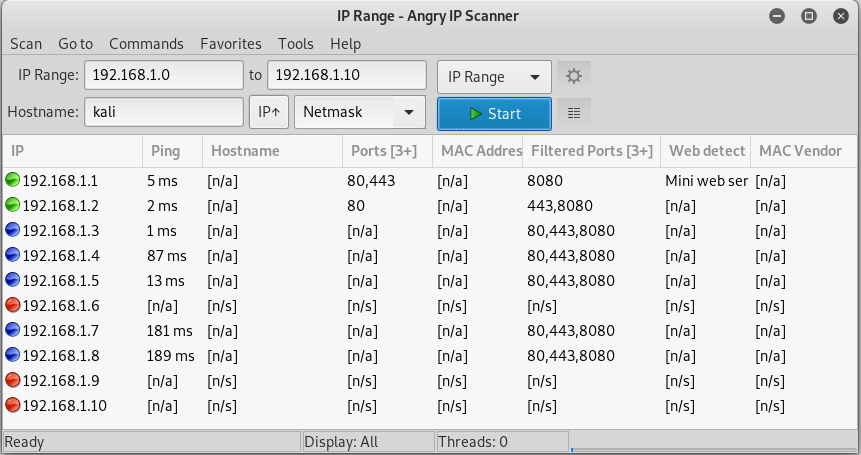 IP Range - Angry IP Scanner
Scan Go to Commands Favorites Tools Help
IP Range: 192.168.1.0 to 192.168.1.10 IP Range
Hostname: kali IP↑ Netmask Start
IP Ping Hostname Ports [3+] MAC Addres Filtered Ports [3+] Web detect MAC Vendor
192.168.1.1 5 ms [n/a] 80,443 [n/a] 8080 Mini web ser [n/a]
192.168.1.2 2 ms [n/a] 80 [n/a] 443,8080 [n/a] [n/a]
192.168.1.3 1 ms [n/a] [n/a] [n/a] 80,443,8080 [n/a] [n/a]
192.168.1.4 87 ms [n/a] [n/a] [n/a] 80,443,8080 [n/a] [n/a]
192.168.1.5 13 ms [n/a] [n/a] [n/a] 80,443,8080 [n/a] [n/a]
192.168.1.6 [n/a] [n/s] [n/s] [n/s] [n/s] [n/s] [n/s]
192.168.1.7 181 ms [n/a] [n/a] [n/a] 80,443,8080 [n/a] [n/a]
192.168.1.8 189 ms [n/a] [n/a] [n/a] 80,443,8080 [n/a] [n/a]
192.168.1.9 [n/a] [n/s] [n/s] [n/s] [n/s] [n/s] [n/s]
192.168.1.10 [n/a] [n/s] [n/s] [n/s] [n/s] [n/s] [n/s]
Ready Display: All Threads: 0